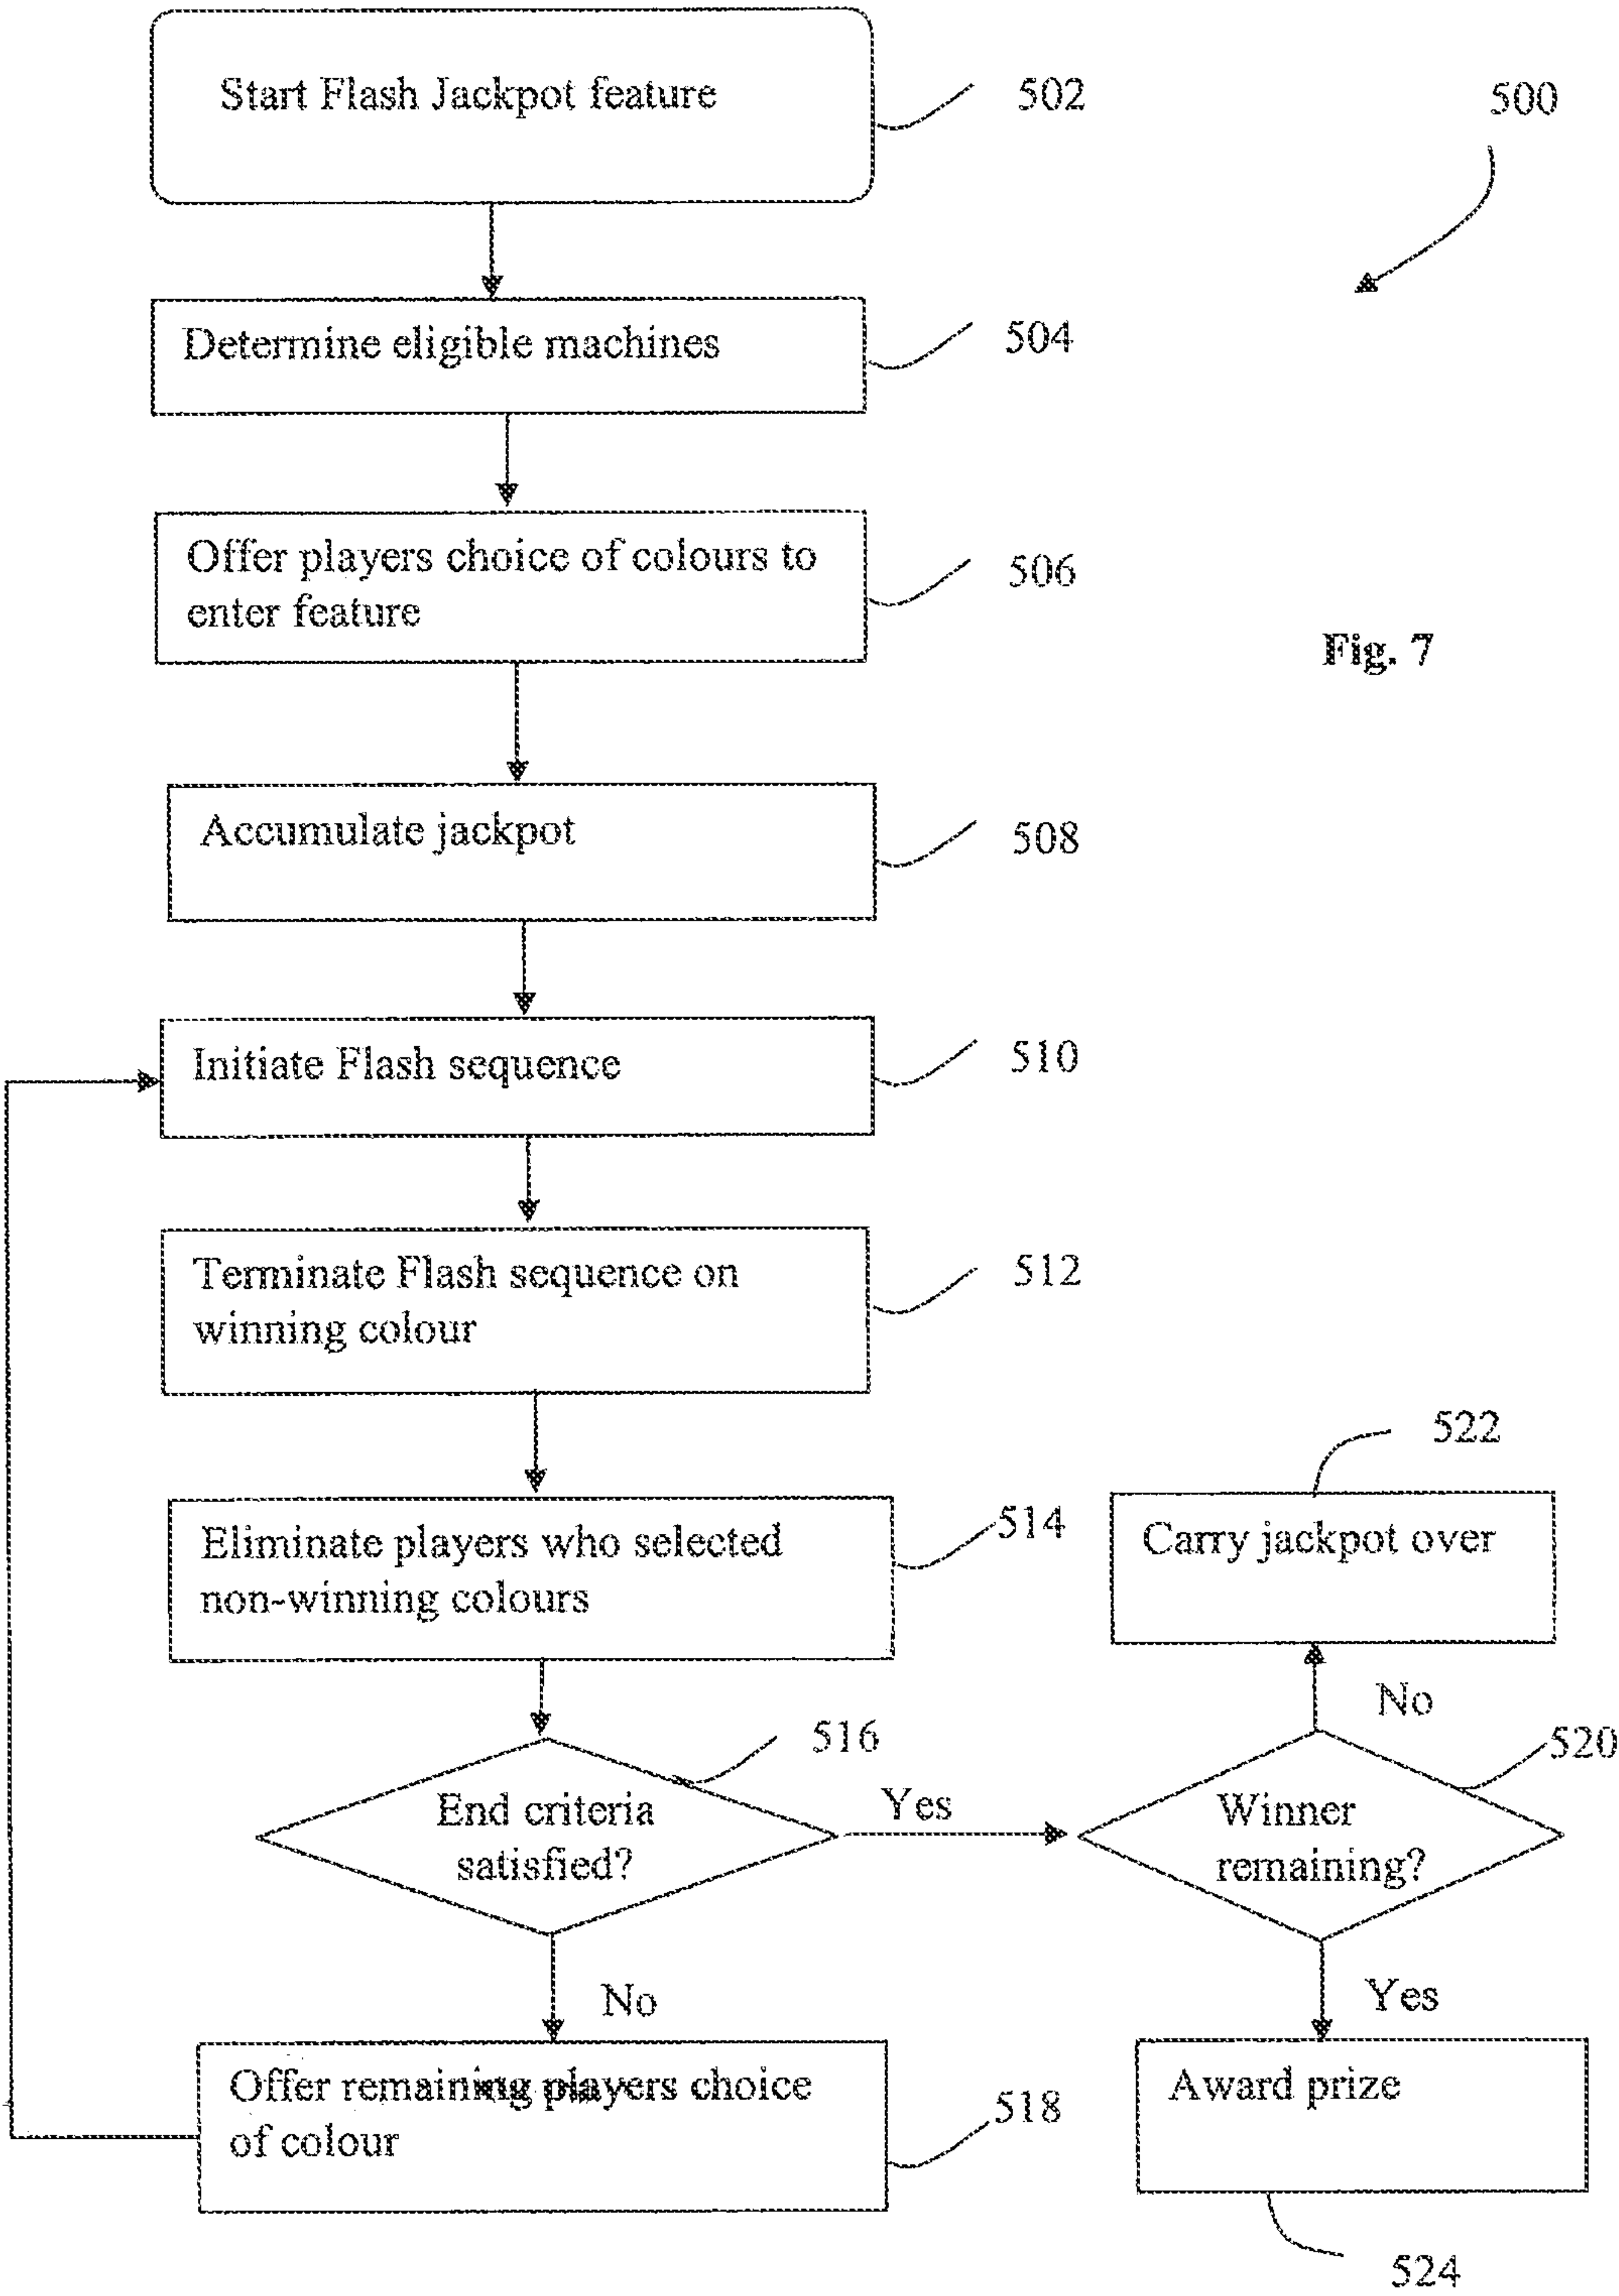 Start Flash Jackpot feature
502
500
Determine eligible machines
504
Offer players choice of colours to
enter feature
506
Fig. 7
Accumulate jackpot
508
Initiate Flash sequence
510
Terminate Flash sequence on
winning colour
512
522
Eliminate players who selected
non-winning colours
514
Carry jackpot over
No
516
520
End criteria
satisfied?
Yes
Winner
remaining?
No
Yes
Offer remaining players choice
of colour
518
Award prize
524